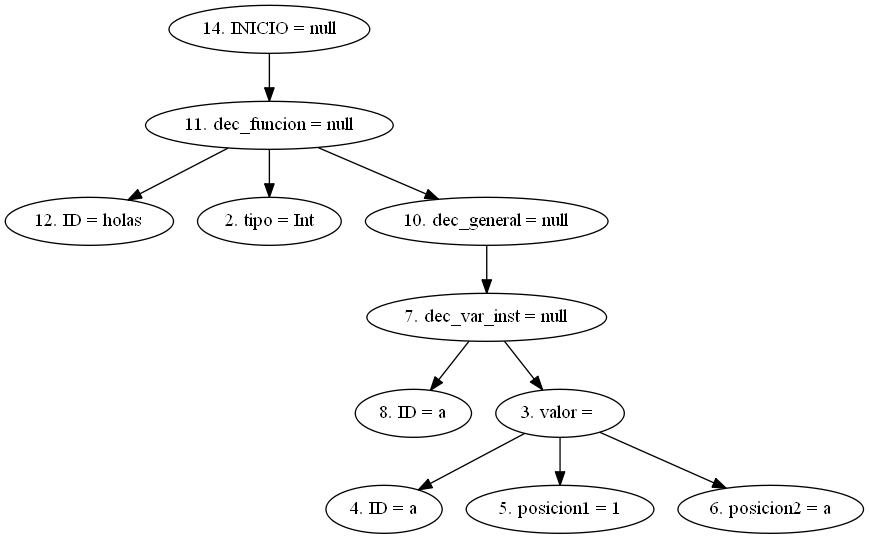 14. INICIO = null
11. dec_funcion = null
12. ID = holas
2. tipo = Int
10. dec_general = null
7. dec_var_inst = null
8. ID = a
3. valor =
4. ID = a
5. posicion1 = 1
6. posicion2 = a